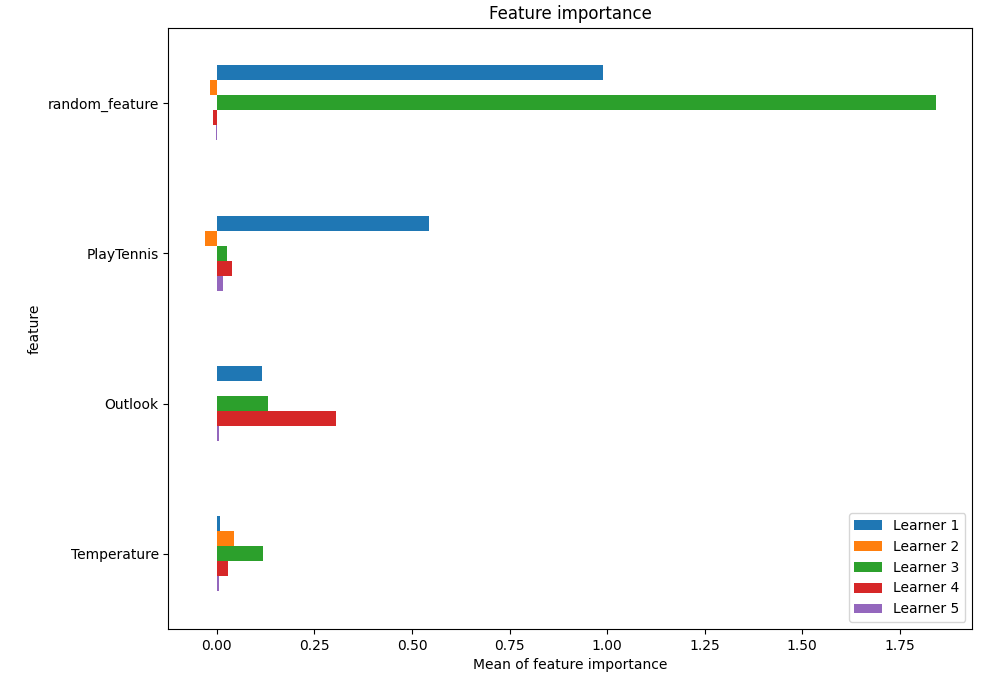 Feature importance
random_feature
PlayTennis
Outlook
Temperature
feature
Learner 1
Learner 2
Learner 3
Learner 4
Learner 5
0.00 0.25 0.50 0.75 1.00 1.25 1.50 1.75
Mean of feature importance